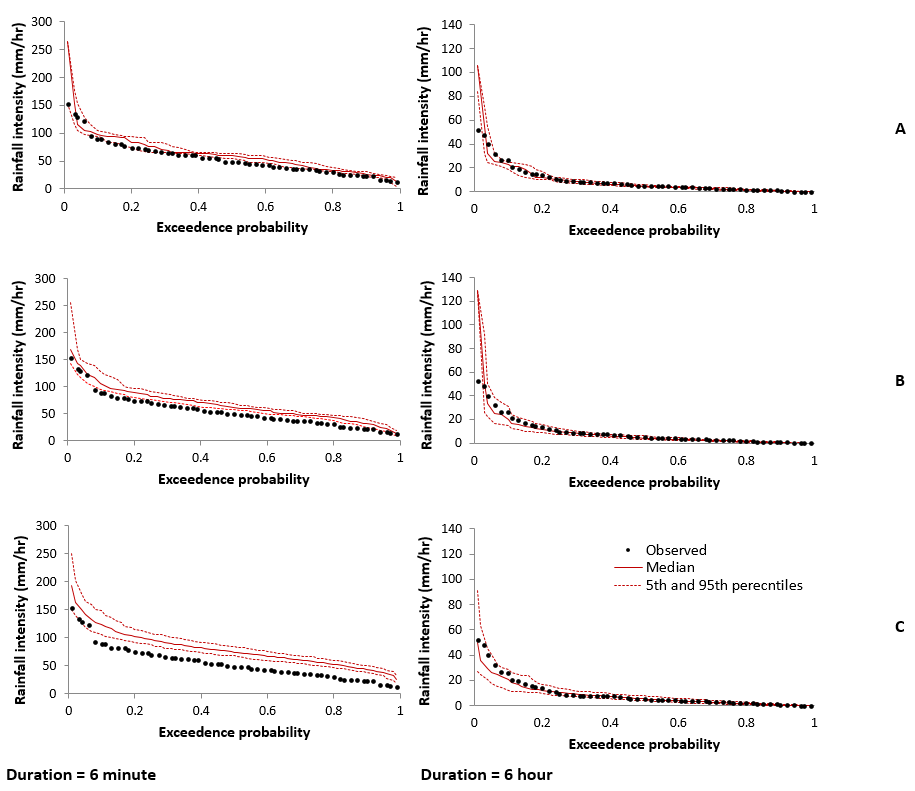 Rainfall intensity (mm/hr)
300
250
200
150
100
50
0
0 0.2 0.4 0.6 0.8 1
Exceedence probability
Rainfall intensity (mm/hr)
140
120
100
80
60
40
20
0
0 0.2 0.4 0.6 0.8 1
Exceedence probability
A
Rainfall intensity (mm/hr)
300
250
200
150
100
50
0
0 0.2 0.4 0.6 0.8 1
Exceedence probability
Rainfall intensity (mm/hr)
140
120
100
80
60
40
20
0
0 0.2 0.4 0.6 0.8 1
Exceedence probability
B
Rainfall intensity (mm/hr)
300
250
200
150
100
50
0
0 0.2 0.4 0.6 0.8 1
Exceedence probability
Rainfall intensity (mm/hr)
140
120
100
80
60
40
20
0
0 0.2 0.4 0.6 0.8 1
Exceedence probability
Observed
Median
5th and 95th perecntiles
C
Duration = 6 minute
Duration = 6 hour